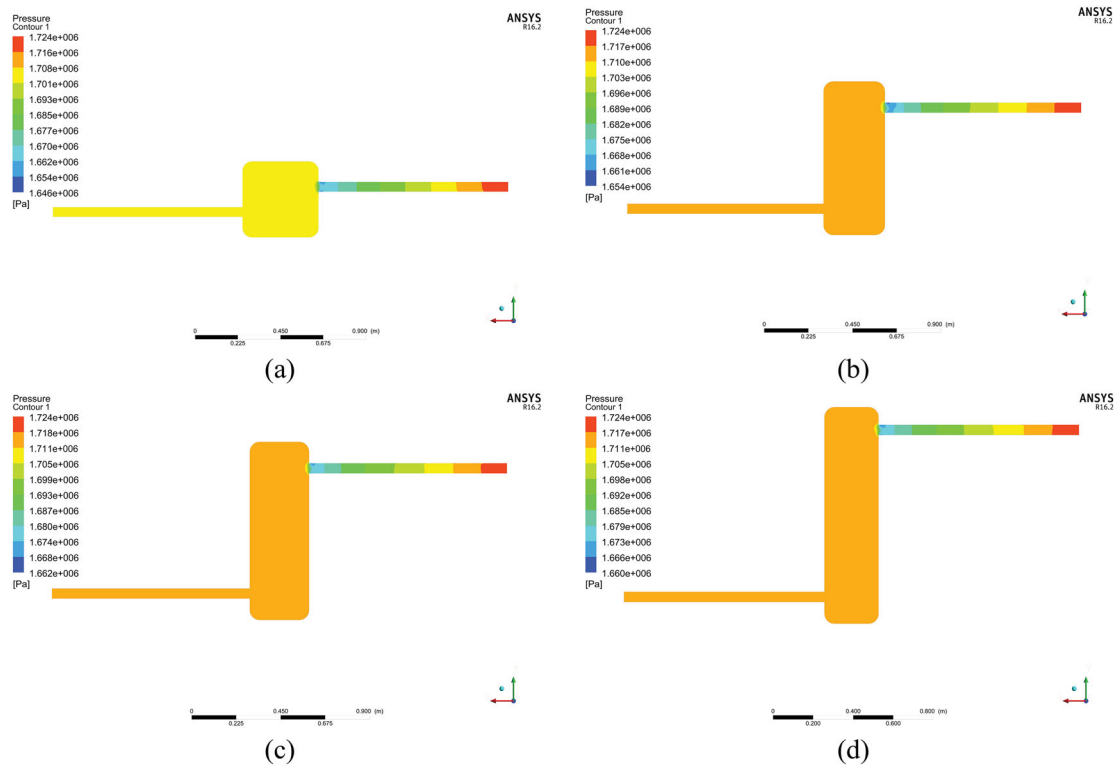 Pressure
Contour 1
1.724e+006
1.716e+006
1.708e+006
1.701e+006
1.693e+006
1.685e+006
1.677e+006
1.670e+006
1.662e+006
1.654e+006
1.646e+006
[Pa]
ANSYS
R16.2
0 0.450 0.900 (m)
0.225 0.675
(a)
Pressure
Contour 1
1.724e+006
1.717e+006
1.710e+006
1.703e+006
1.696e+006
1.689e+006
1.682e+006
1.675e+006
1.668e+006
1.661e+006
1.654e+006
[Pa]
ANSYS
R16.2
0 0.450 0.900 (m)
0.225 0.675
(b)
Pressure
Contour 1
1.724e+006
1.718e+006
1.711e+006
1.705e+006
1.699e+006
1.693e+006
1.687e+006
1.680e+006
1.674e+006
1.668e+006
1.662e+006
[Pa]
ANSYS
R16.2
0 0.450 0.900 (m)
0.225 0.675
(c)
Pressure
Contour 1
1.724e+006
1.717e+006
1.711e+006
1.705e+006
1.698e+006
1.692e+006
1.685e+006
1.679e+006
1.673e+006
1.666e+006
1.660e+006
[Pa]
ANSYS
R16.2
0 0.400 0.800 (m)
0.200 0.600
(d)